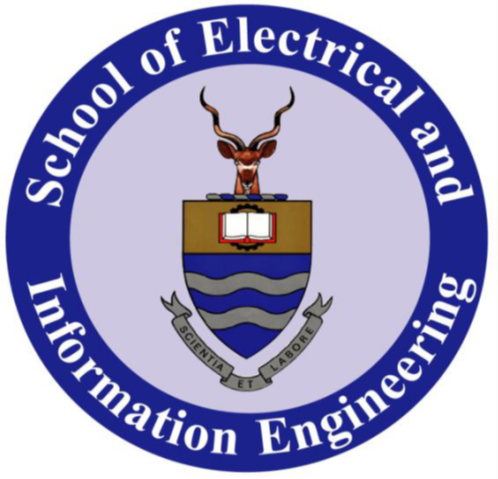 School of Electrical and
Information Engineering
SCIENTIA ET LABORE